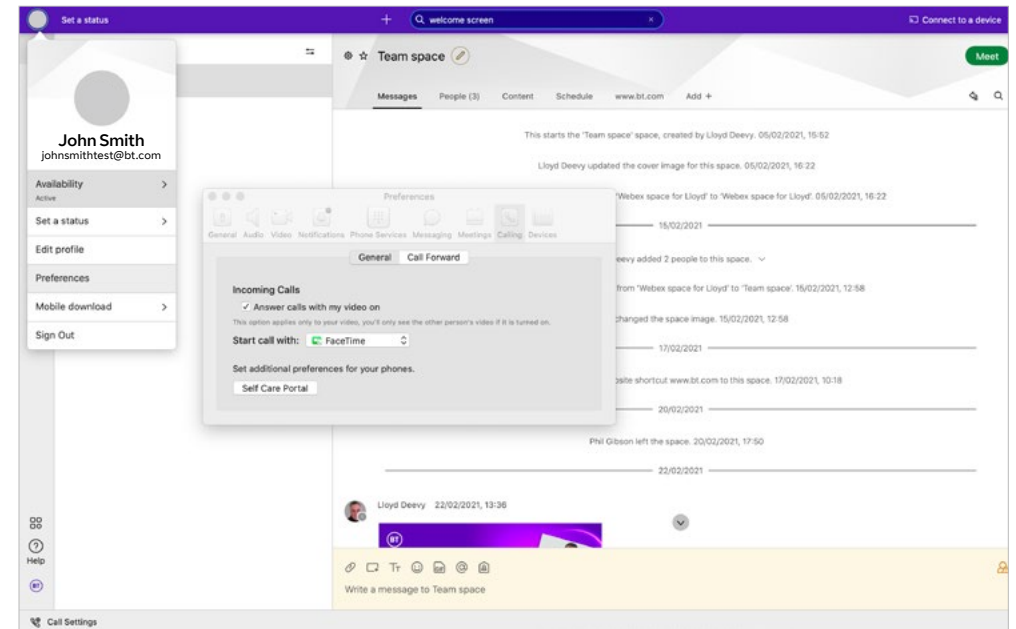 Set a status
welcome screen
Connect to a device
John Smith
johnsmithtest@bt.com
Availability
Active
Set a status
Edit profile
Preferences
Mobile download
Sign Out
Help
BT
Call Settings
Team space
Meet
Messages People (3) Content Schedule www.bt.com Add +
This starts the 'Team space' space, created by Lloyd Deevy. 05/02/2021, 15:52
Lloyd Deevy updated the cover image for this space. 05/02/2021, 16:22
'Webex space for Lloyd' to 'Webex space for Lloyd'. 05/02/2021, 16:22
15/02/2021
eevy added 2 people to this space.
from 'Webex space for Lloyd' to 'Team space'. 15/02/2021, 12:58
changed the space image. 15/02/2021, 12:58
17/02/2021
site shortcut www.bt.com to this space. 17/02/2021, 10:18
20/02/2021
Phil Gibson left the space. 20/02/2021, 17:50
22/02/2021
Lloyd Deevy 22/02/2021, 13:36
BT
Write a message to Team space
Preferences
General Audio Video Notifications Phone Services Messaging Meetings Calling Devices
General Call Forward
Incoming Calls
Answer calls with my video on
This option applies only to your video, you'll only see the other person's video if it is turned on.
Start call with: FaceTime
Set additional preferences for your phones.
Self Care Portal